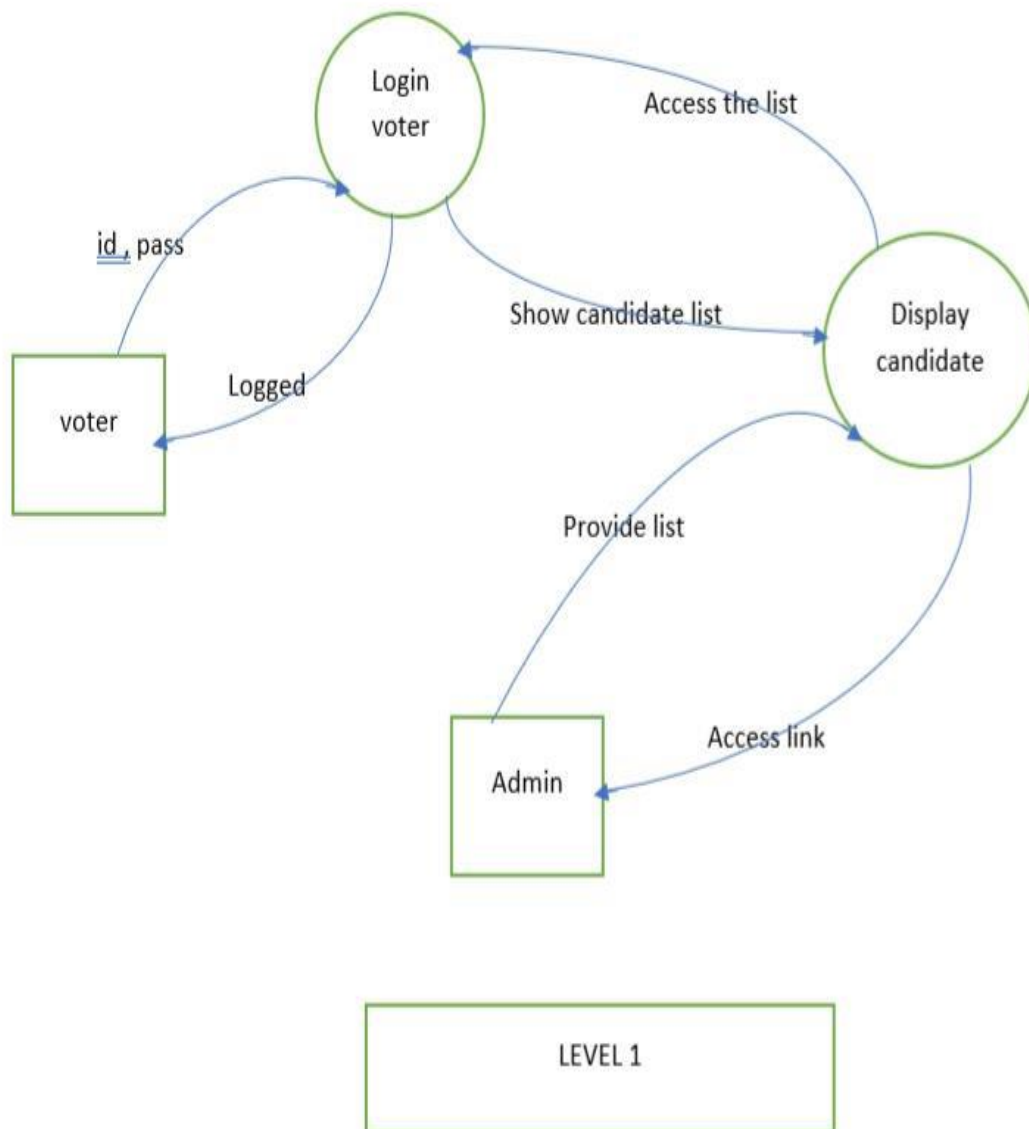 Login
voter
Access the list
id , pass
Show candidate list
Display
candidate
Logged
voter
Provide list
Access link
Admin
LEVEL 1